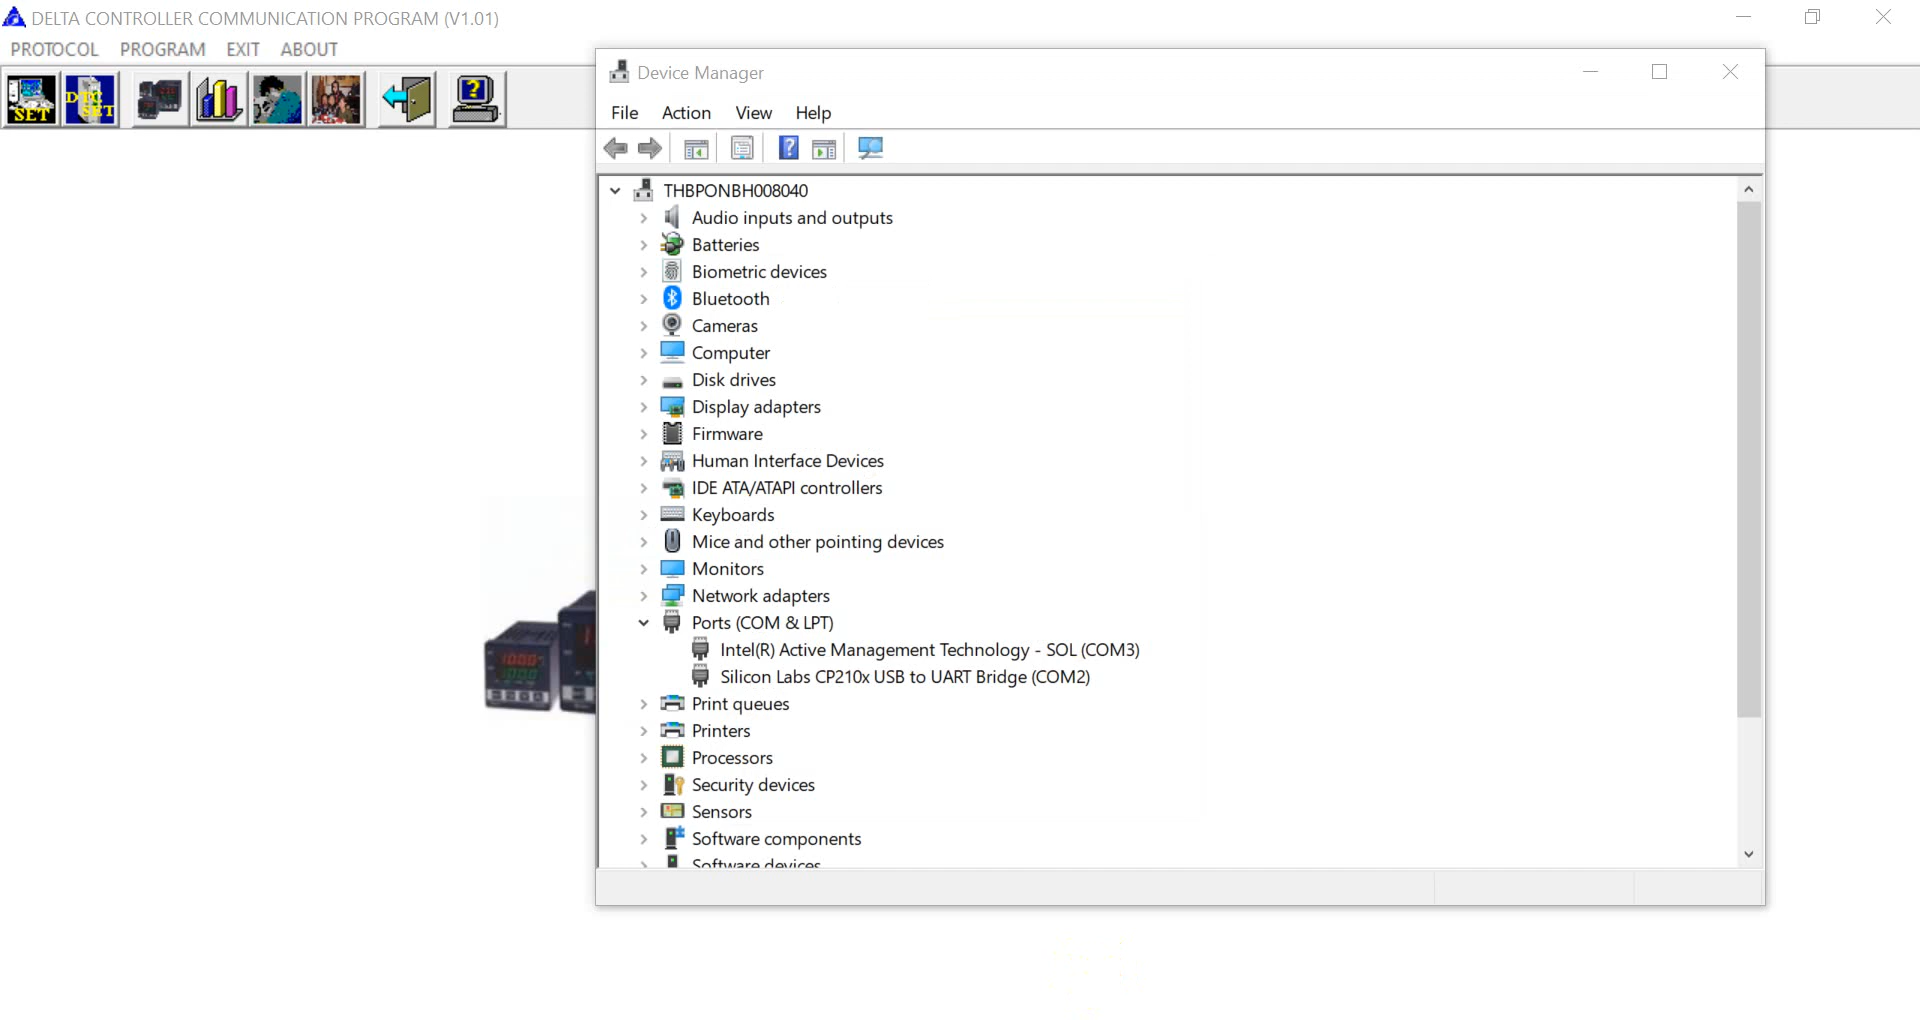 DELTA CONTROLLER COMMUNICATION PROGRAM (V1.01)
PROTOCOL PROGRAM EXIT ABOUT
SET
DTC SET
?
Device Manager
File Action View Help
?
THBPONBH008040
Audio inputs and outputs
Batteries
Biometric devices
Bluetooth
Cameras
Computer
Disk drives
Display adapters
Firmware
Human Interface Devices
IDE ATA/ATAPI controllers
Keyboards
Mice and other pointing devices
Monitors
Network adapters
Ports (COM & LPT)
Intel(R) Active Management Technology - SOL (COM3)
Silicon Labs CP210x USB to UART Bridge (COM2)
Print queues
Printers
Processors
Security devices
Sensors
Software components
Software devices